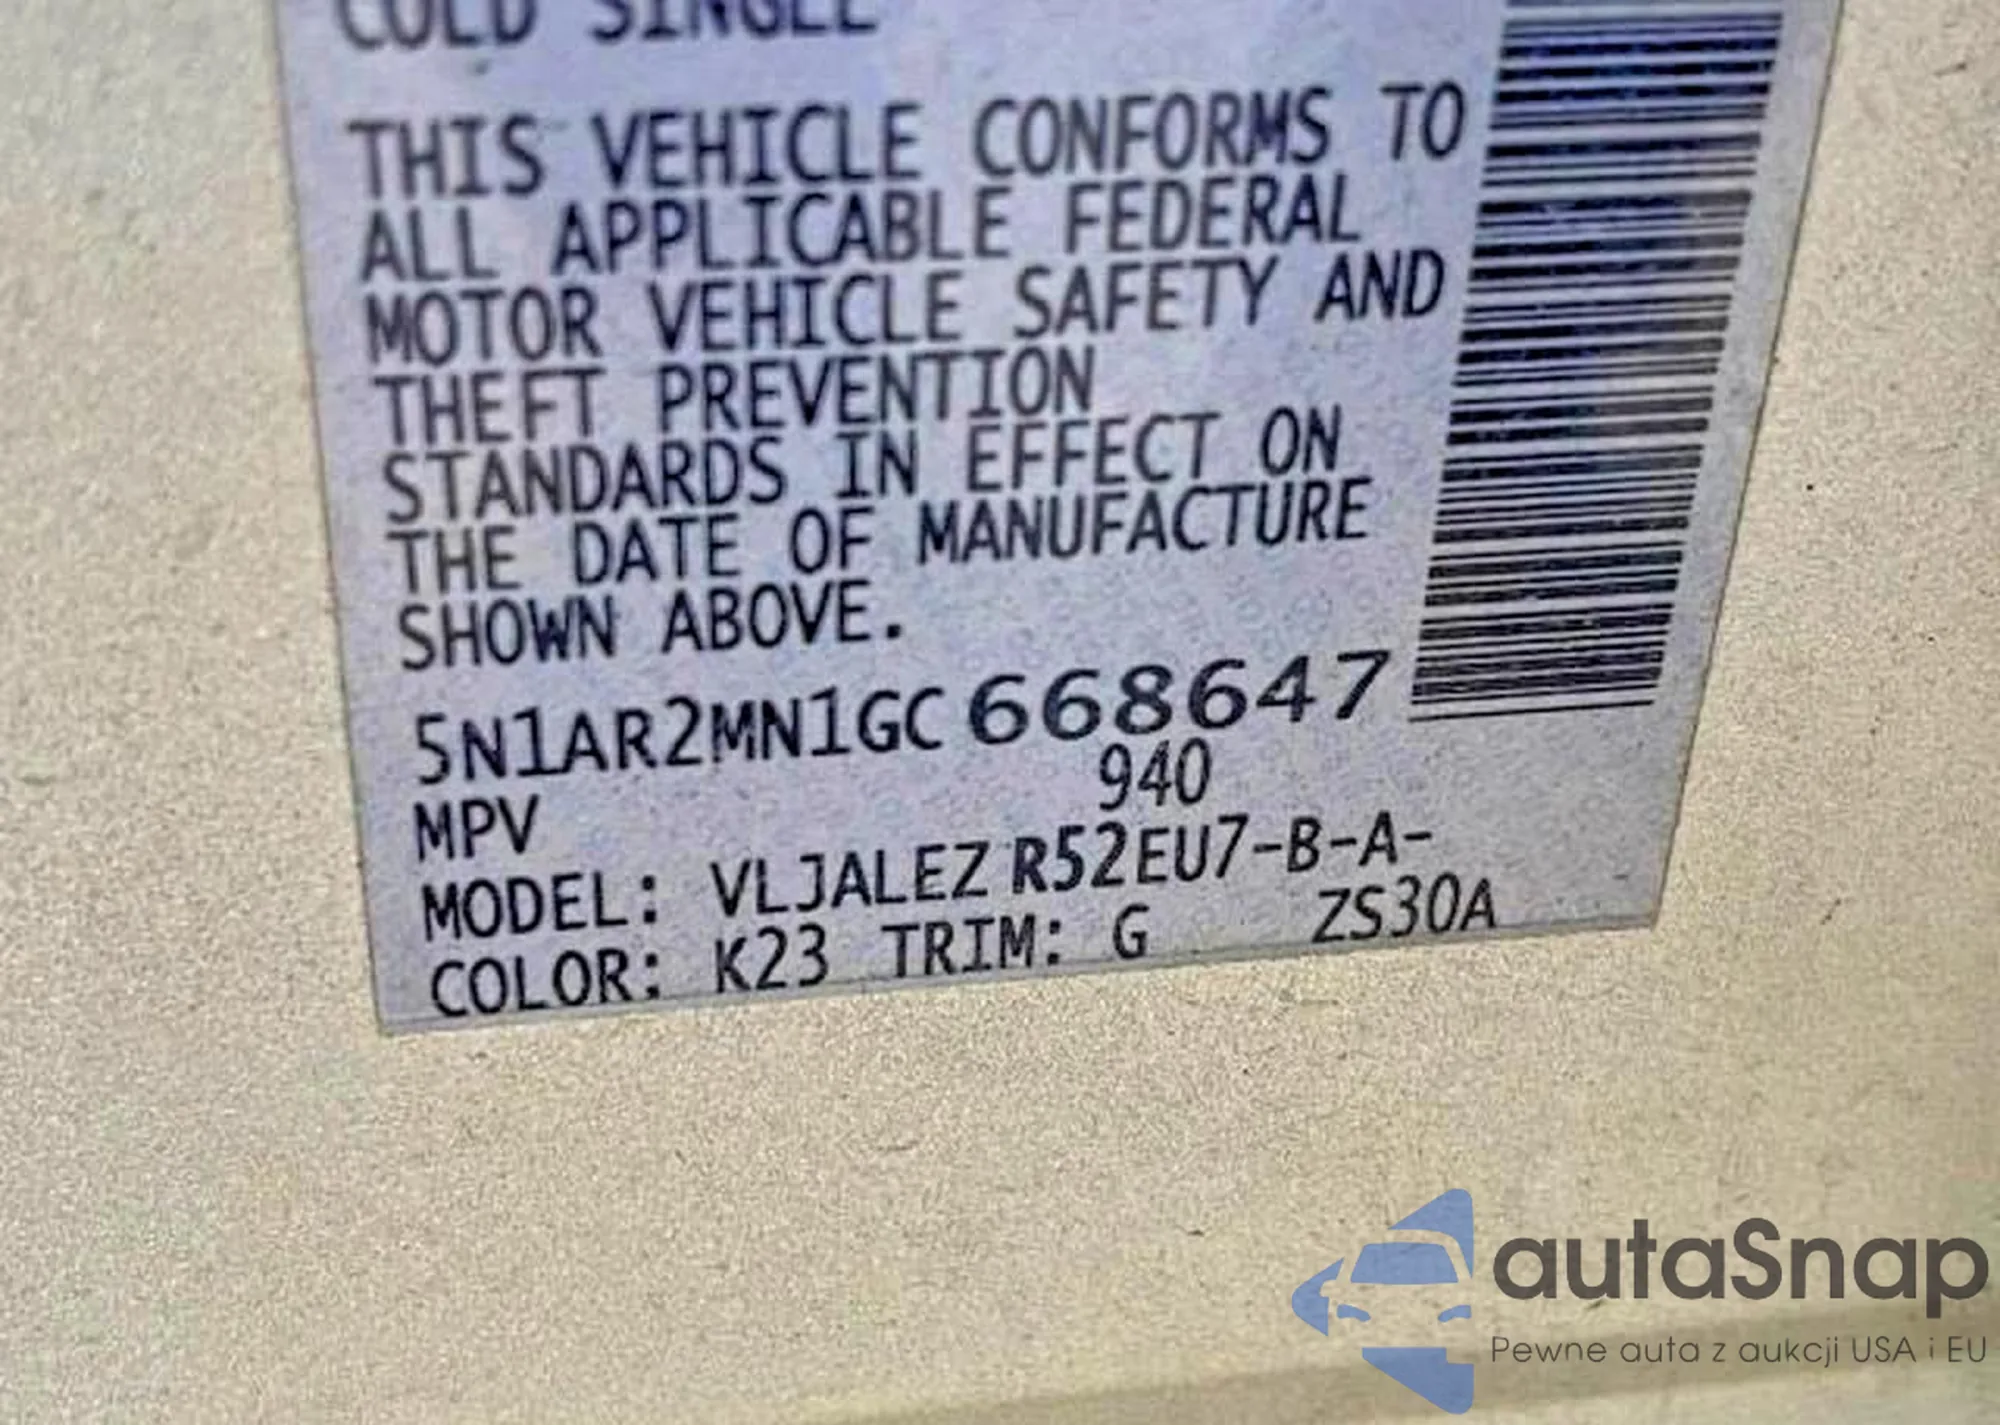 COLD SINGLE
THIS VEHICLE CONFORMS TO
ALL APPLICABLE FEDERAL
MOTOR VEHICLE SAFETY AND
THEFT PREVENTION
STANDARDS IN EFFECT ON
THE DATE OF MANUFACTURE
SHOWN ABOVE.
5N1AR2MN1GC668647
940
MPV
MODEL: VLJALEZ R52EU7-B-A-
ZS30A
COLOR: K23 TRIM: G
autaSnap
Pewne auta z aukcji USA i EU